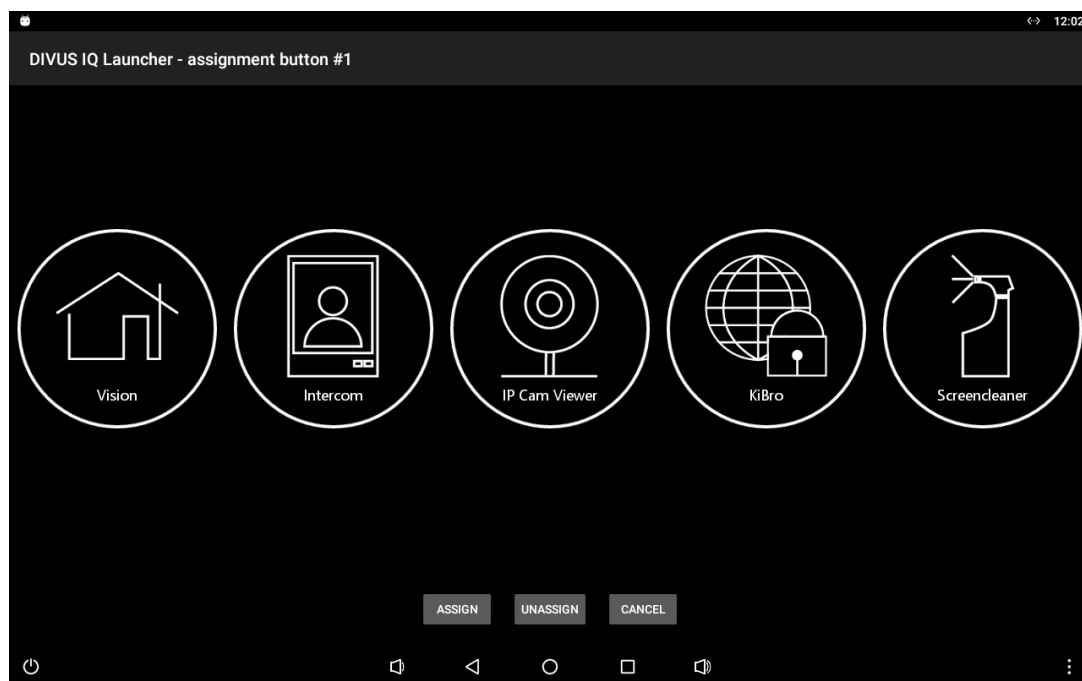 12:02
DIVUS IQ Launcher - assignment button #1
Vision
Intercom
IP Cam Viewer
KiBro
Screencleaner
ASSIGN
UNASSIGN
CANCEL